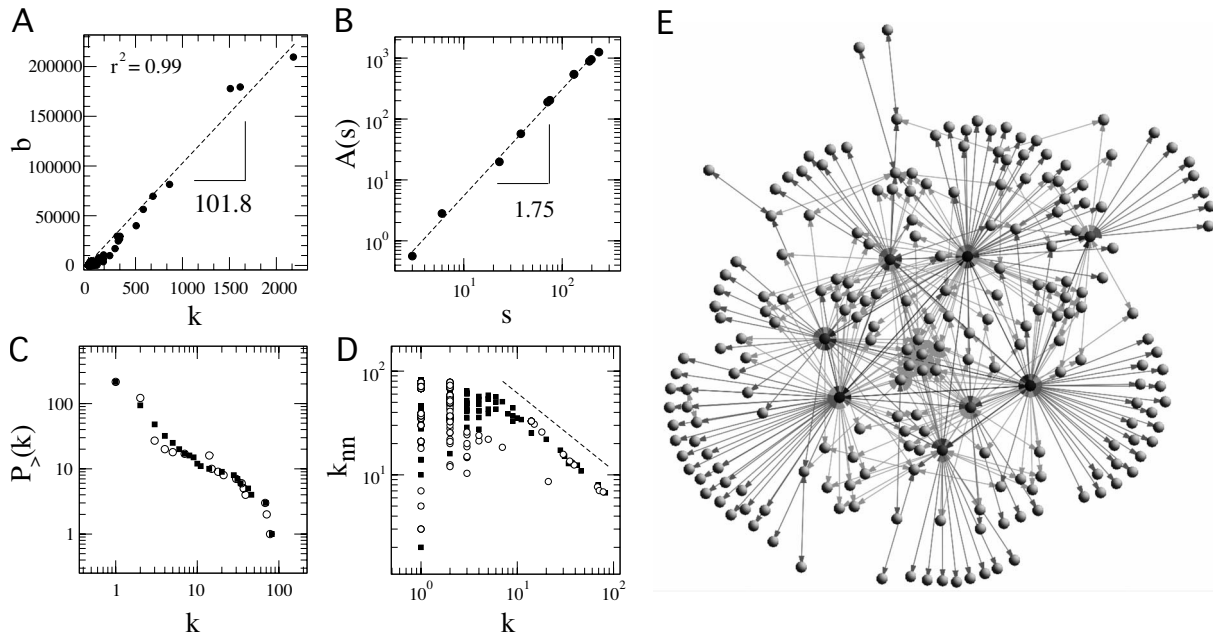 A
b
200000
150000
100000
50000
0
r² = 0.99
101.8
0 500 1000 1500 2000
k
B
A(s)
10³
10²
10¹
10⁰
1.75
10¹ 10²
s
C
P>(k)
100
10
1
1 10 100
k
D
kₙₙ
10²
10¹
10⁰ 10¹ 10²
k
E